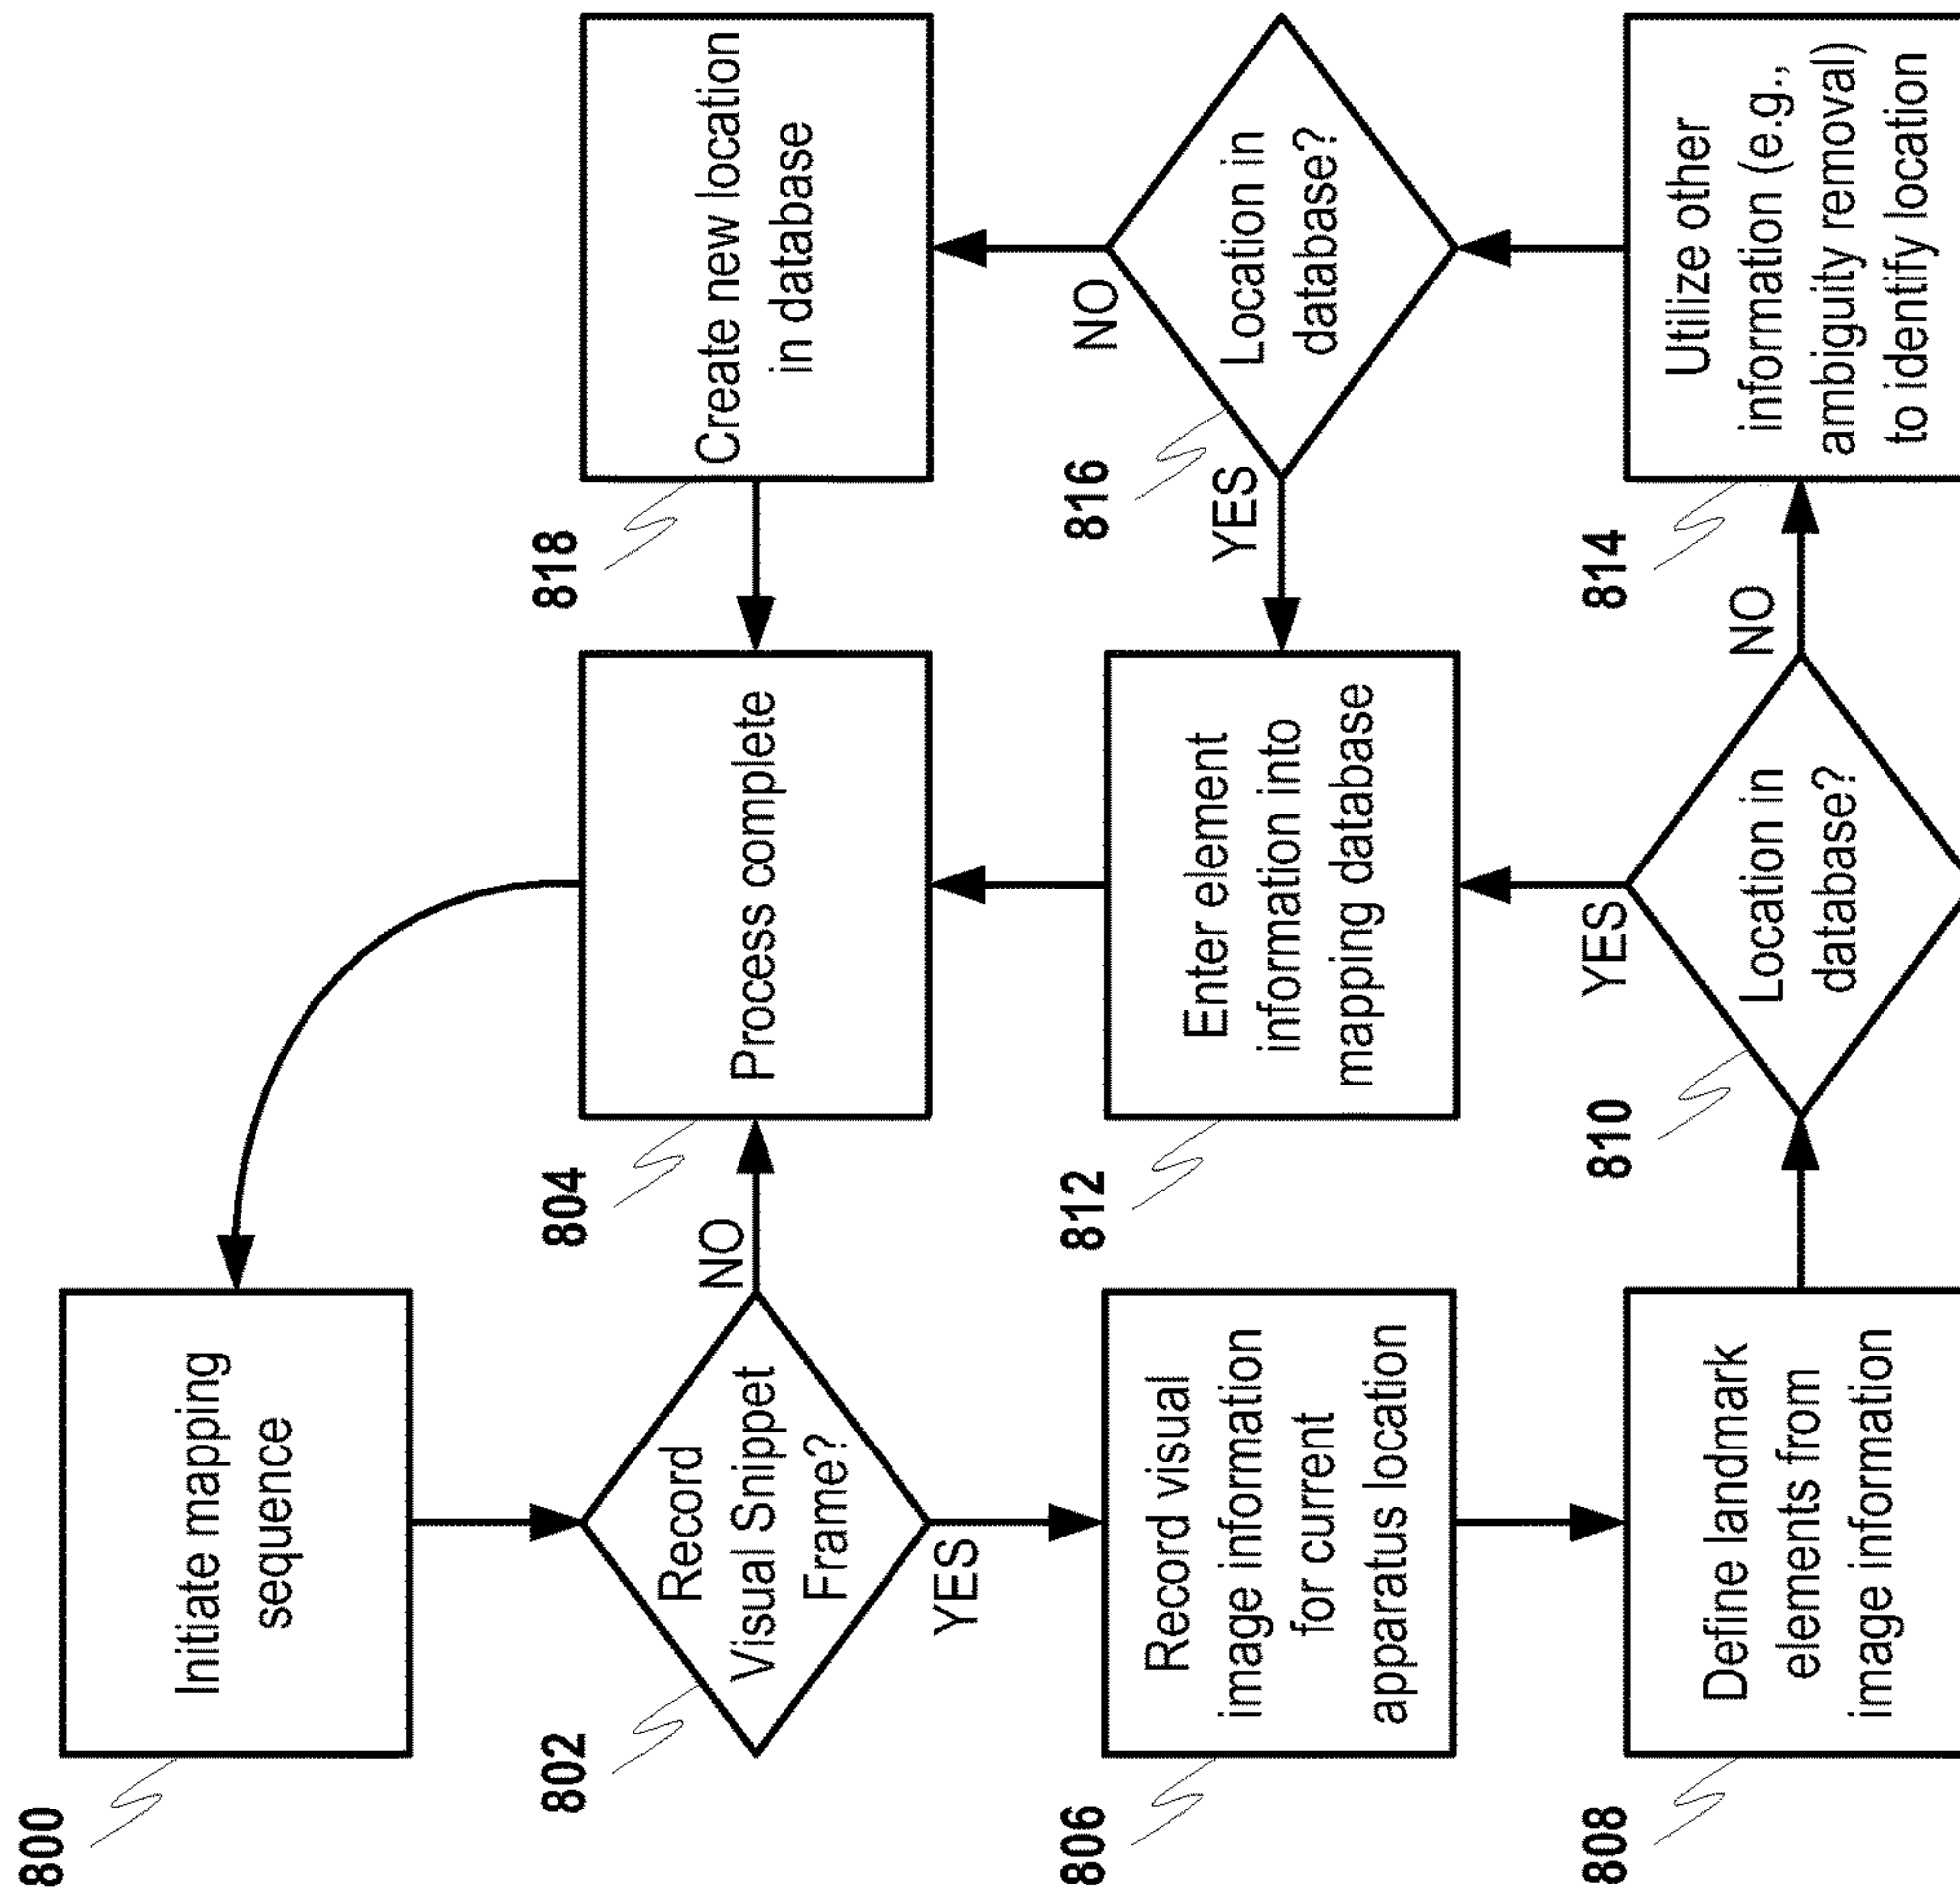 800
Initiate mapping
sequence
802
Record
Visual Snippet
Frame?
NO
YES
804
Process complete
806
Record visual
image information
for current
apparatus location
808
Define landmark
elements from
image information
810
Location in
database?
YES
NO
812
Enter element
information into
mapping database
814
Utilize other
information (e.g.,
ambiguity removal)
to identify location
816
Location in
database?
YES
NO
818
Create new location
in database